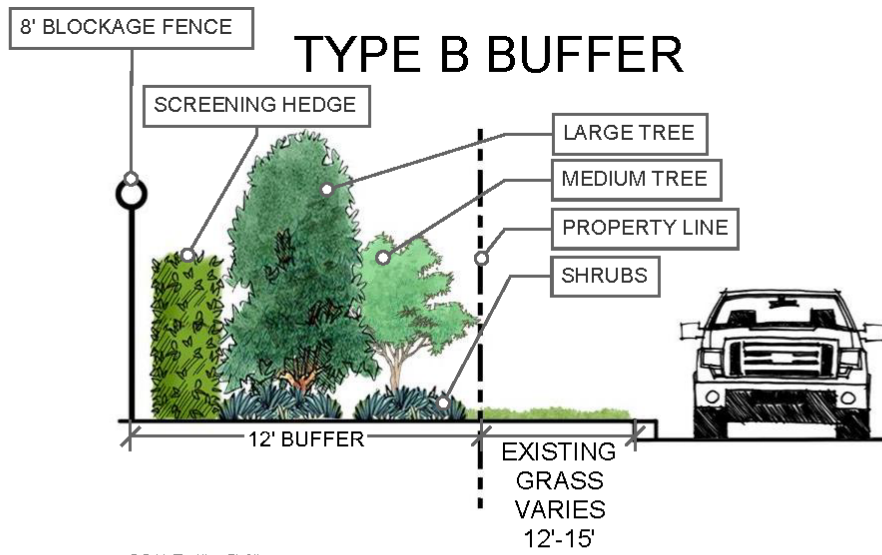 8' BLOCKAGE FENCE
TYPE B BUFFER
SCREENING HEDGE
LARGE TREE
MEDIUM TREE
PROPERTY LINE
SHRUBS
12' BUFFER
EXISTING
GRASS
VARIES
12'-15'